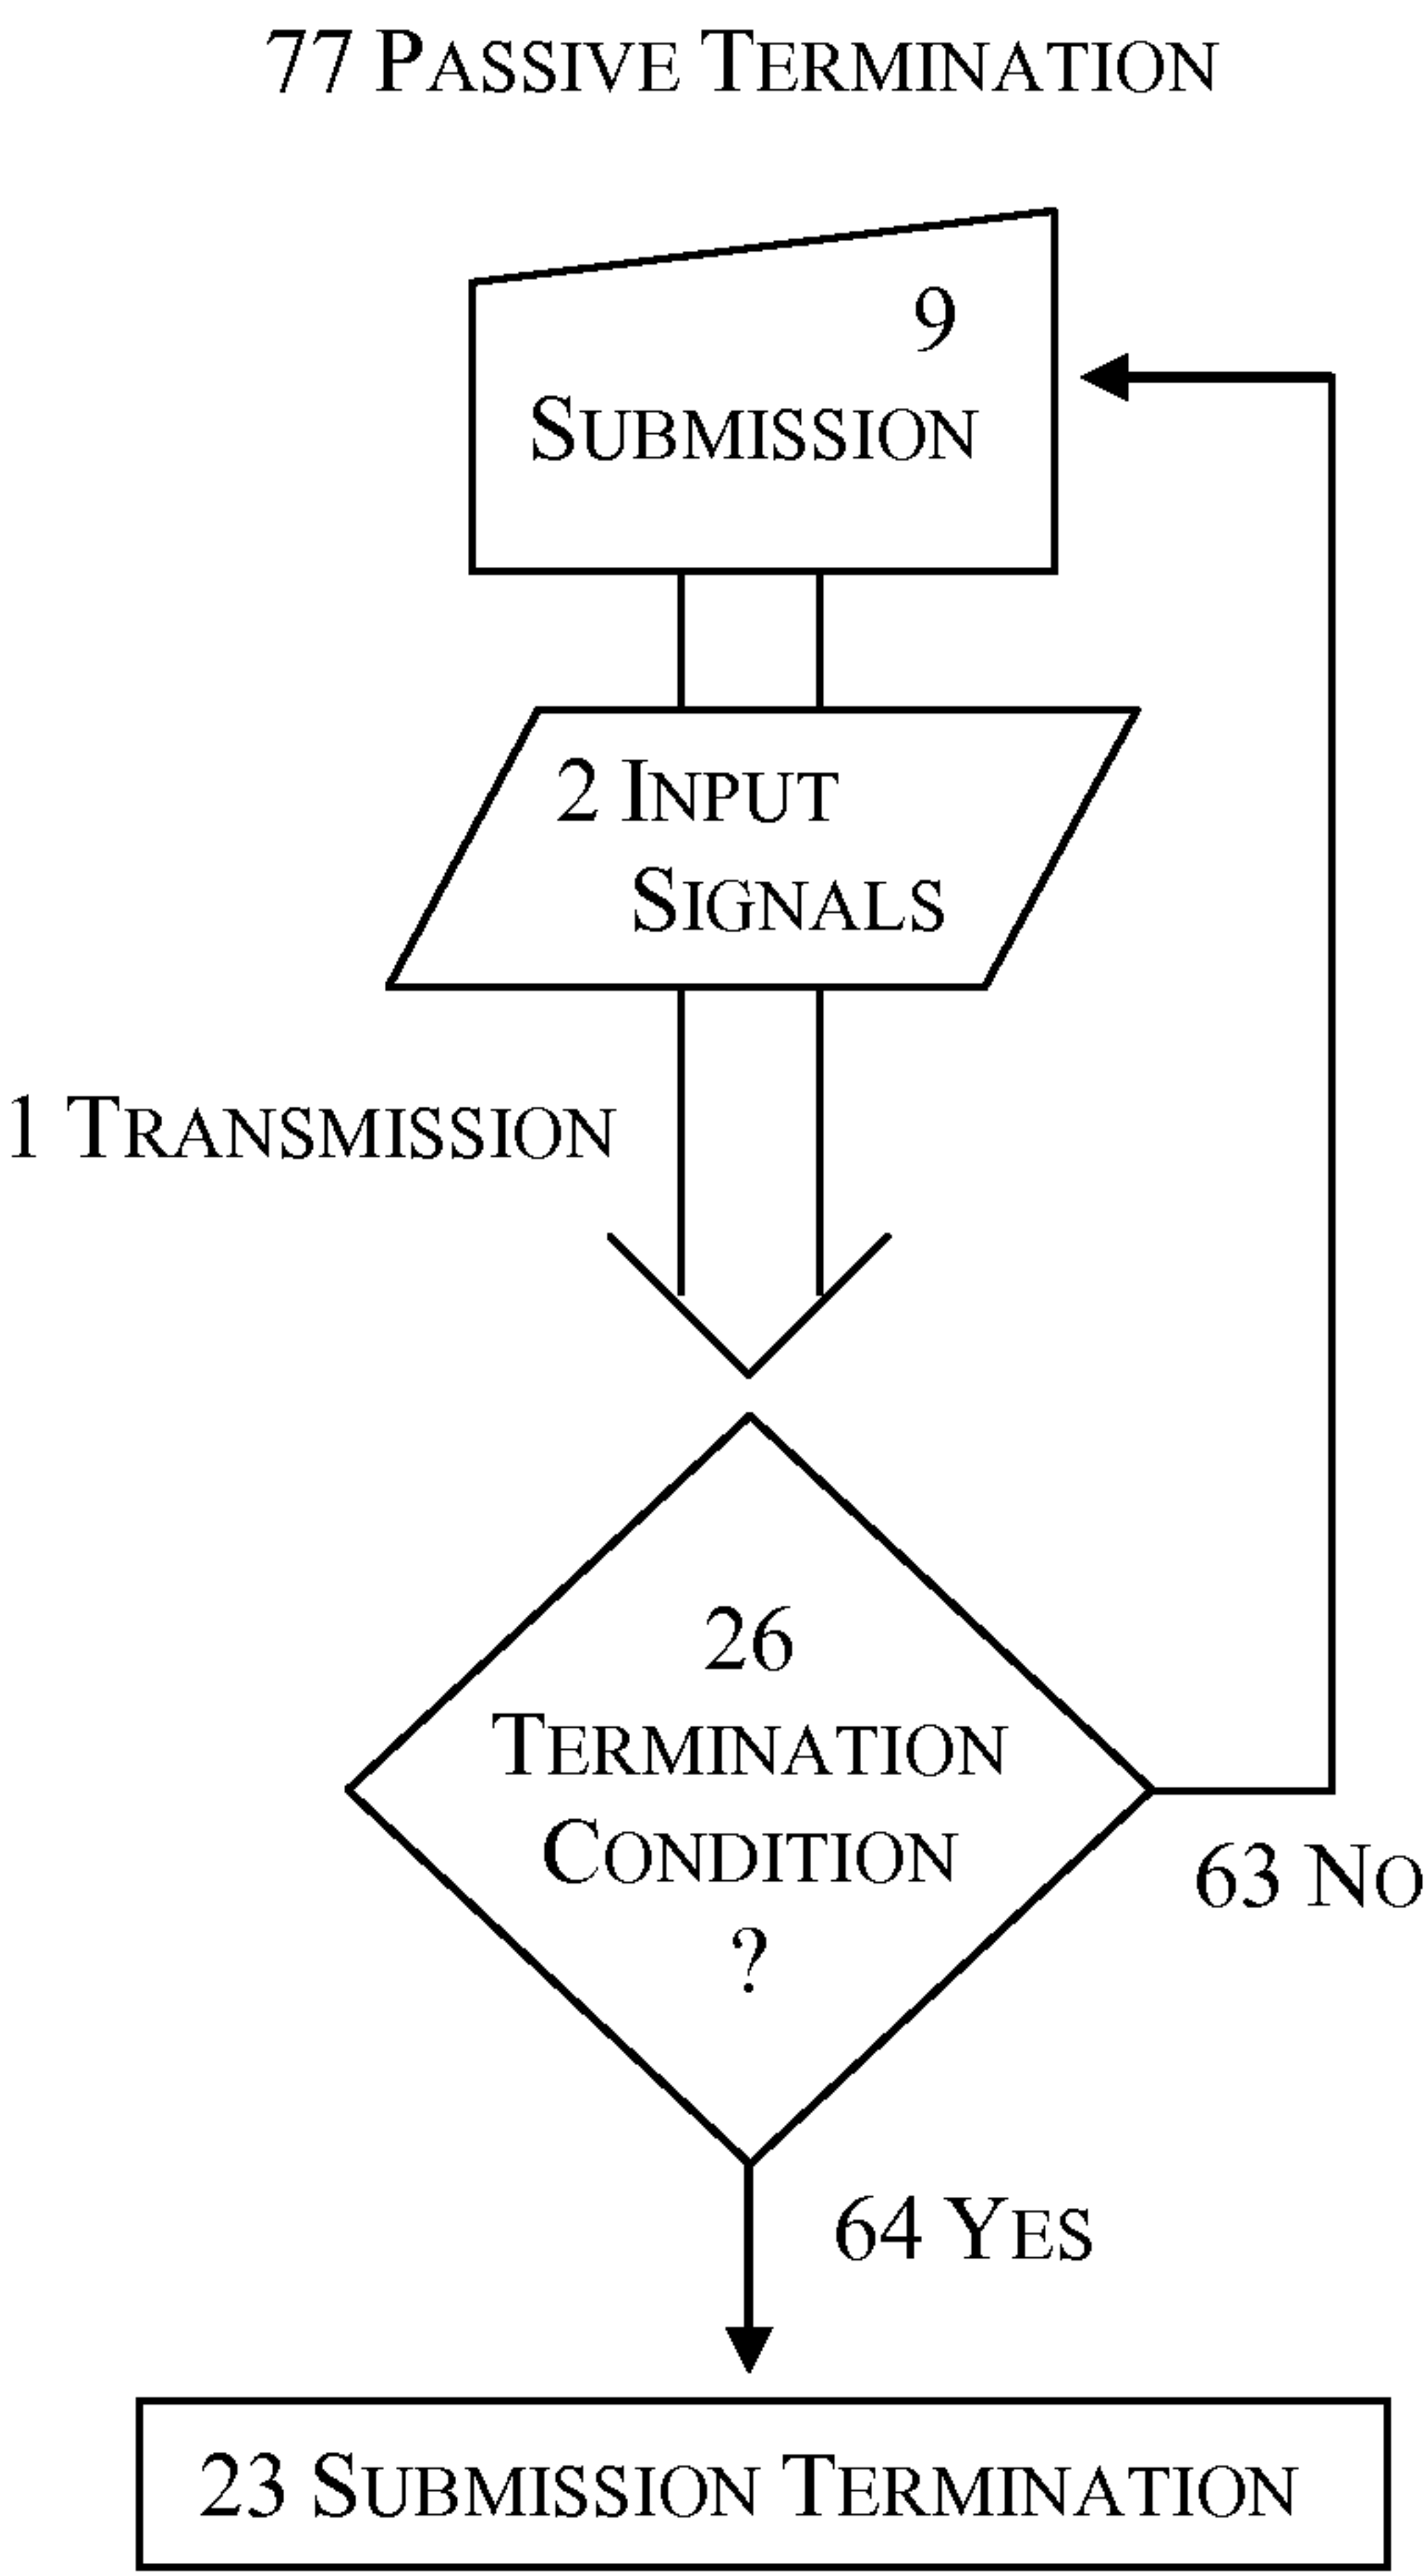 77 PASSIVE TERMINATION
9
SUBMISSION
2 INPUT
SIGNALS
1 TRANSMISSION
26
TERMINATION
CONDITION
?
63 NO
64 YES
23 SUBMISSION TERMINATION